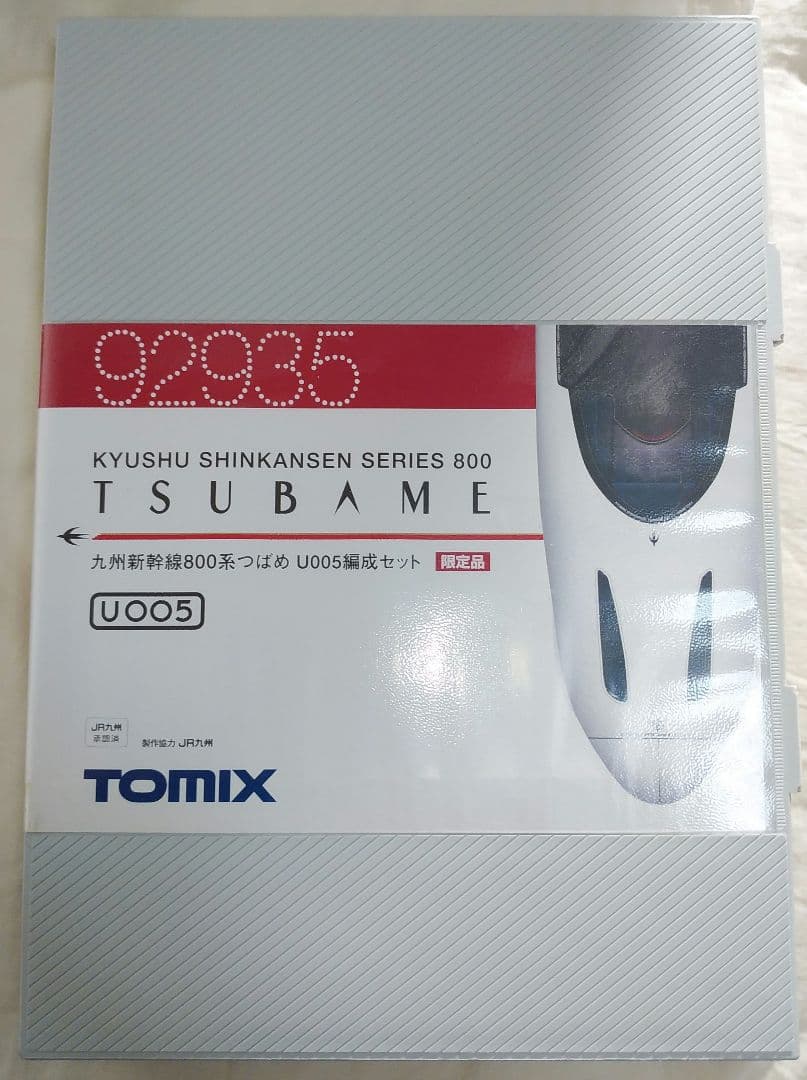 92935
KYUSHU SHINKANSEN SERIES 800
TSUBAME
九州新幹線800系つばめ U005編成セット 限定品
U005
JR九州
承認済
製作協力 JR九州
TOMIX